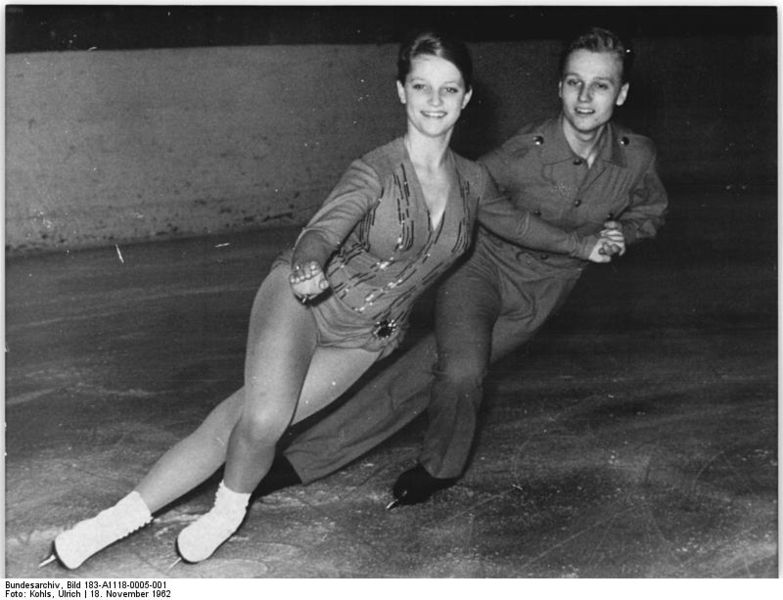 Bundesarchiv, Bild 183-A1118-0005-001
Foto: Kohls, Ulrich | 18. November 1962